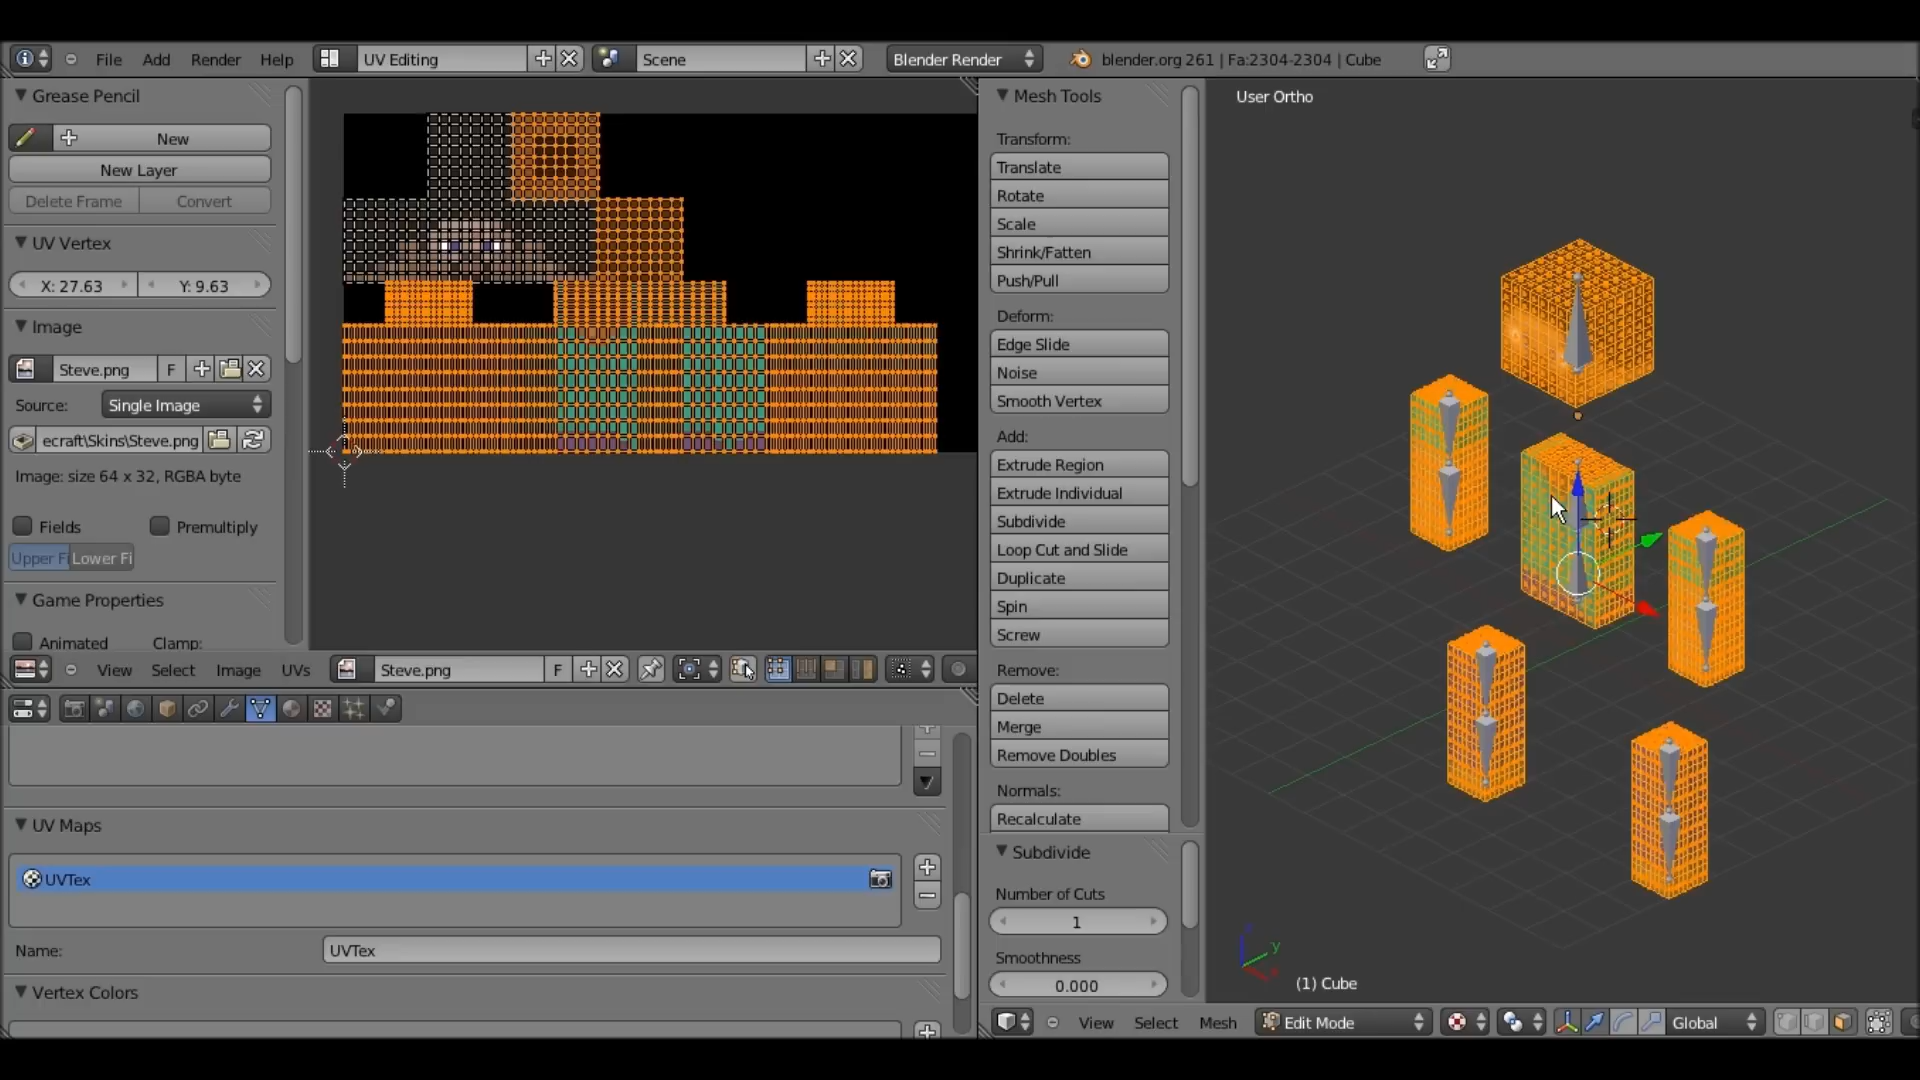 File Add Render Help UV Editing Scene Blender Render blender.org 261 | Fa:2304-2304 | Cube
Grease Pencil
New
New Layer
Delete Frame Convert
UV Vertex
X: 27.63 Y: 9.63
Image
Steve.png F
Source: Single Image
ecraft\Skins\Steve.png
Image: size 64 x 32, RGBA byte
Fields Premultiply
Upper Fi Lower Fi
Game Properties
Animated Clamp:
View Select Image UVs Steve.png F
UV Maps
UVTex
Name: UVTex
Vertex Colors
Mesh Tools
Transform:
Translate
Rotate
Scale
Shrink/Fatten
Push/Pull
Deform:
Edge Slide
Noise
Smooth Vertex
Add:
Extrude Region
Extrude Individual
Subdivide
Loop Cut and Slide
Duplicate
Spin
Screw
Remove:
Delete
Merge
Remove Doubles
Normals:
Recalculate
Subdivide
Number of Cuts
1
Smoothness
0.000
User Ortho
y
(1) Cube
View Select Mesh Edit Mode Global